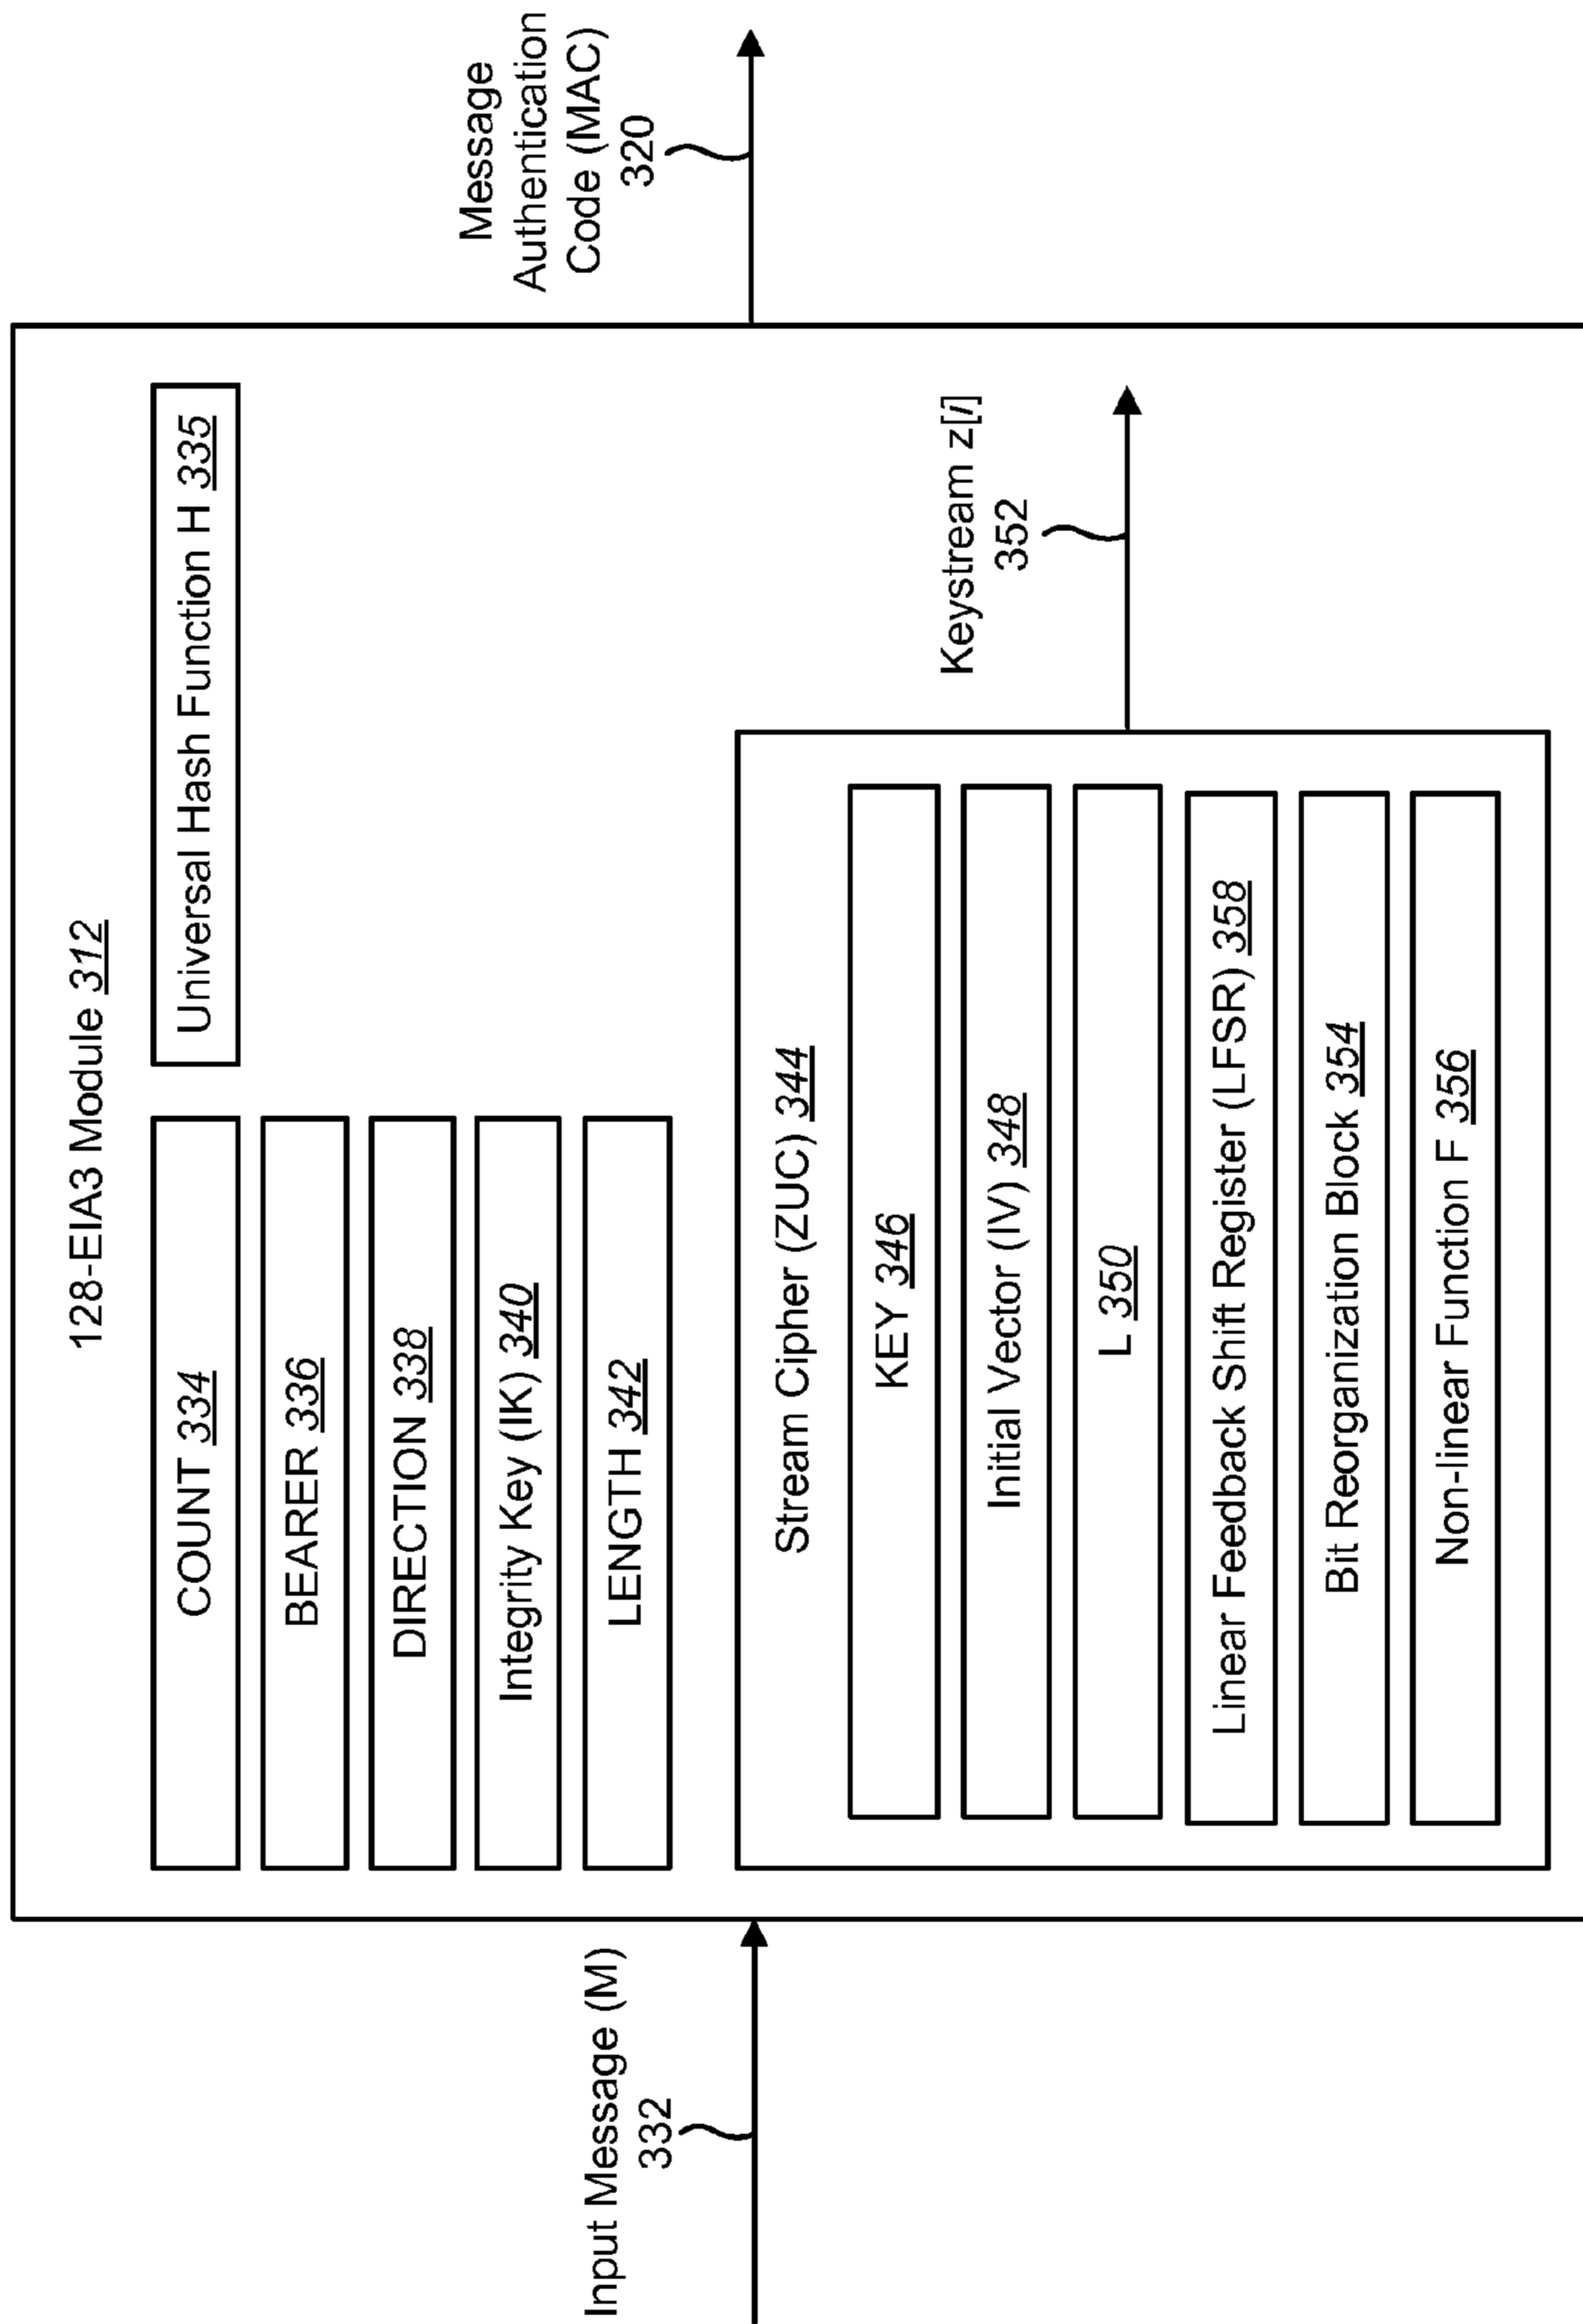 128-EIA3 Module 312
COUNT 334
BEARER 336
DIRECTION 338
Integrity Key (IK) 340
LENGTH 342
Universal Hash Function H 335
Input Message (M)
332
Message
Authentication
Code (MAC)
320
Stream Cipher (ZUC) 344
KEY 346
Initial Vector (IV) 348
L 350
Linear Feedback Shift Register (LFSR) 358
Bit Reorganization Block 354
Non-linear Function F 356
Keystream z[i]
352